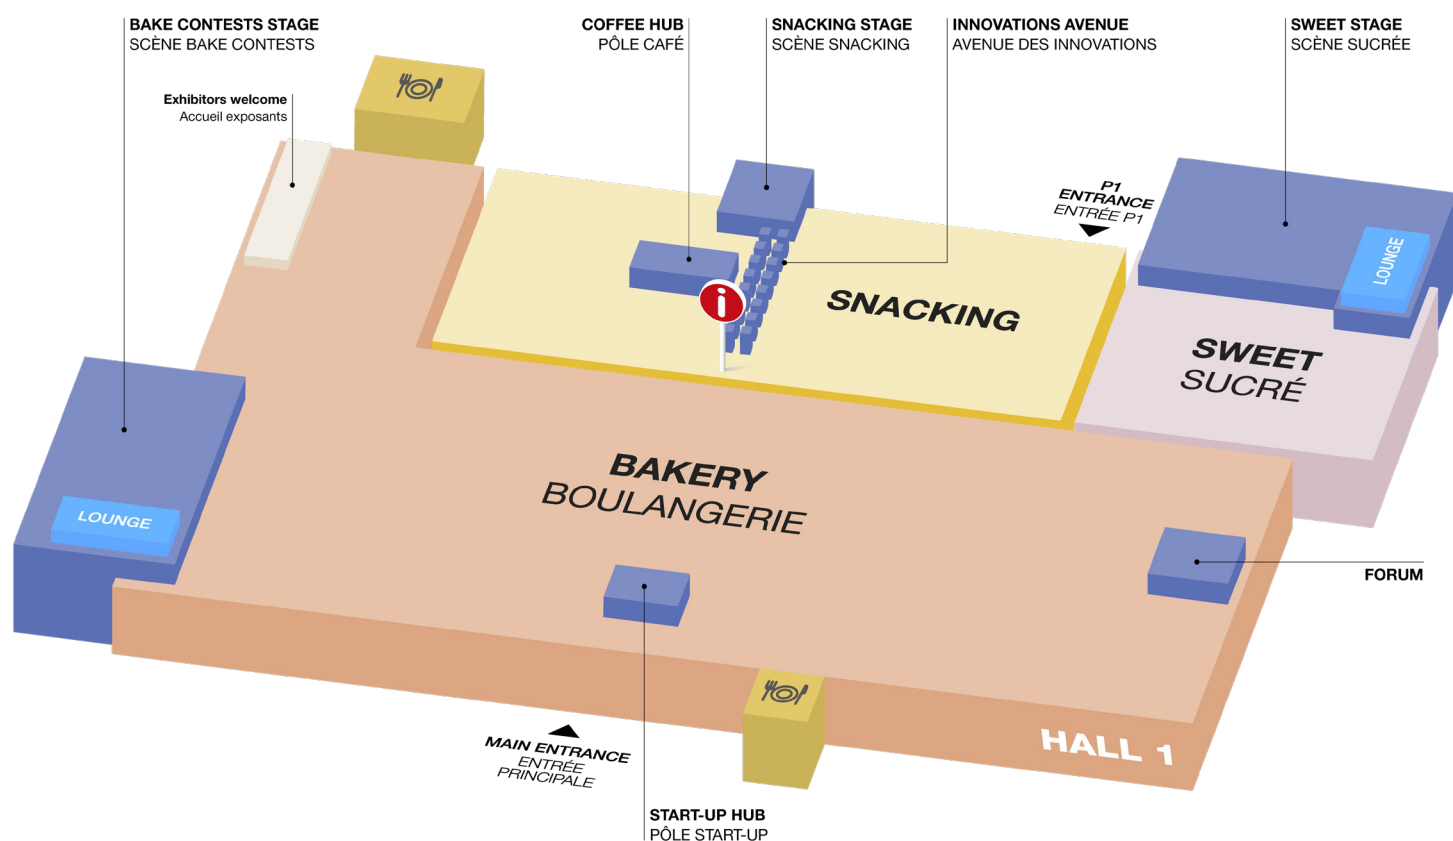 BAKE CONTESTS STAGE
SCÈNE BAKE CONTESTS
COFFEE HUB
PÔLE CAFÉ
SNACKING STAGE
SCÈNE SNACKING
INNOVATIONS AVENUE
AVENUE DES INNOVATIONS
SWEET STAGE
SCÈNE SUCRÉE
Exhibitors welcome
Accueil exposants
P1
ENTRANCE
ENTRÉE P1
LOUNGE
i
SNACKING
SWEET
SUCRÉ
BAKERY
BOULANGERIE
LOUNGE
FORUM
HALL 1
MAIN ENTRANCE
ENTRÉE
PRINCIPALE
START-UP HUB
PÔLE START-UP